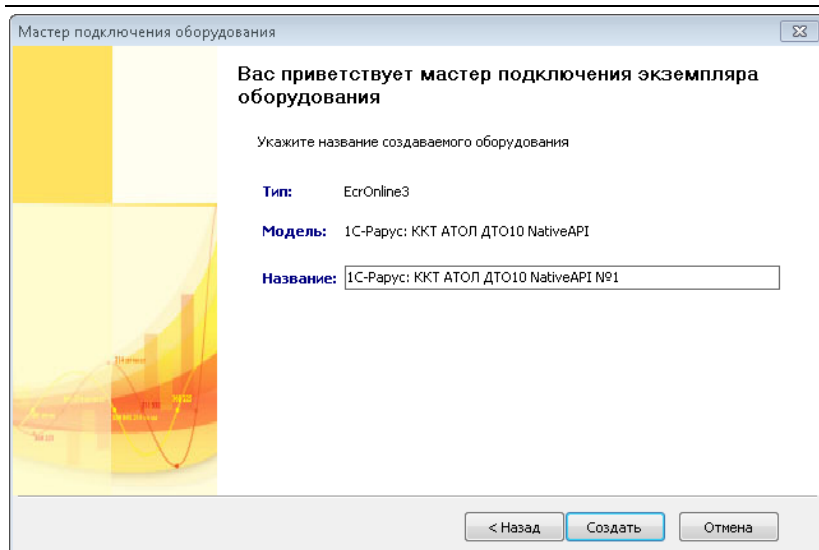 Мастер подключения оборудования
Вас приветствует мастер подключения экземпляра
оборудования
Укажите название создаваемого оборудования
Тип: EcrOnline3
Модель: 1С-Рарус: ККТ АТОЛ ДТО10 NativeAPI
Название: 1С-Рарус: ККТ АТОЛ ДТО10 NativeAPI №1
< Назад Создать Отмена